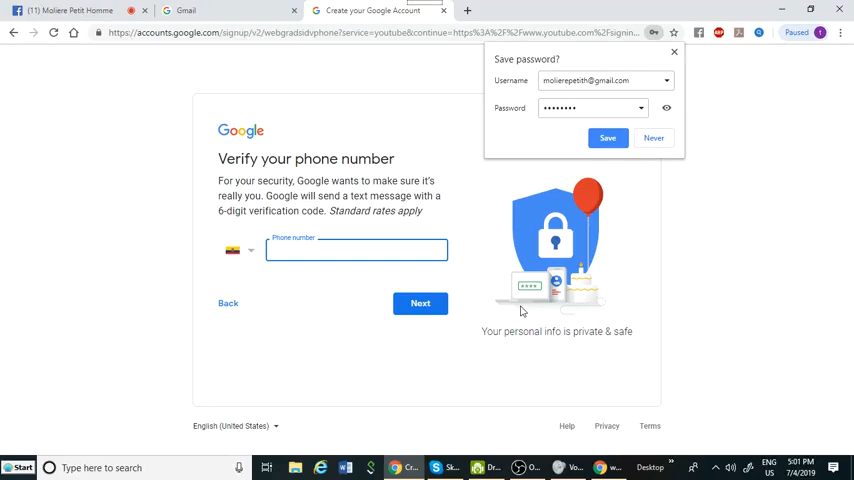 (11) Moliere Petit Homme
Gmail
Create your Google Account
https://accounts.google.com/signup/v2/webgradsidvphone?service=youtube&continue=https%3A%2F%2Fwww.youtube.com%2Fsignin...
ABP
Paused
t
Save password?
Username
molierepetith@gmail.com
Password
••••••••
Save
Never
Google
Verify your phone number
For your security, Google wants to make sure it's
really you. Google will send a text message with a
6-digit verification code. Standard rates apply
Phone number
Back
Next
****
Your personal info is private & safe
English (United States)
Help
Privacy
Terms
Start
Type here to search
Cr...
Sk...
Dr...
O...
Vo...
w...
Desktop
»
ENG
US
5:01 PM
7/4/2019